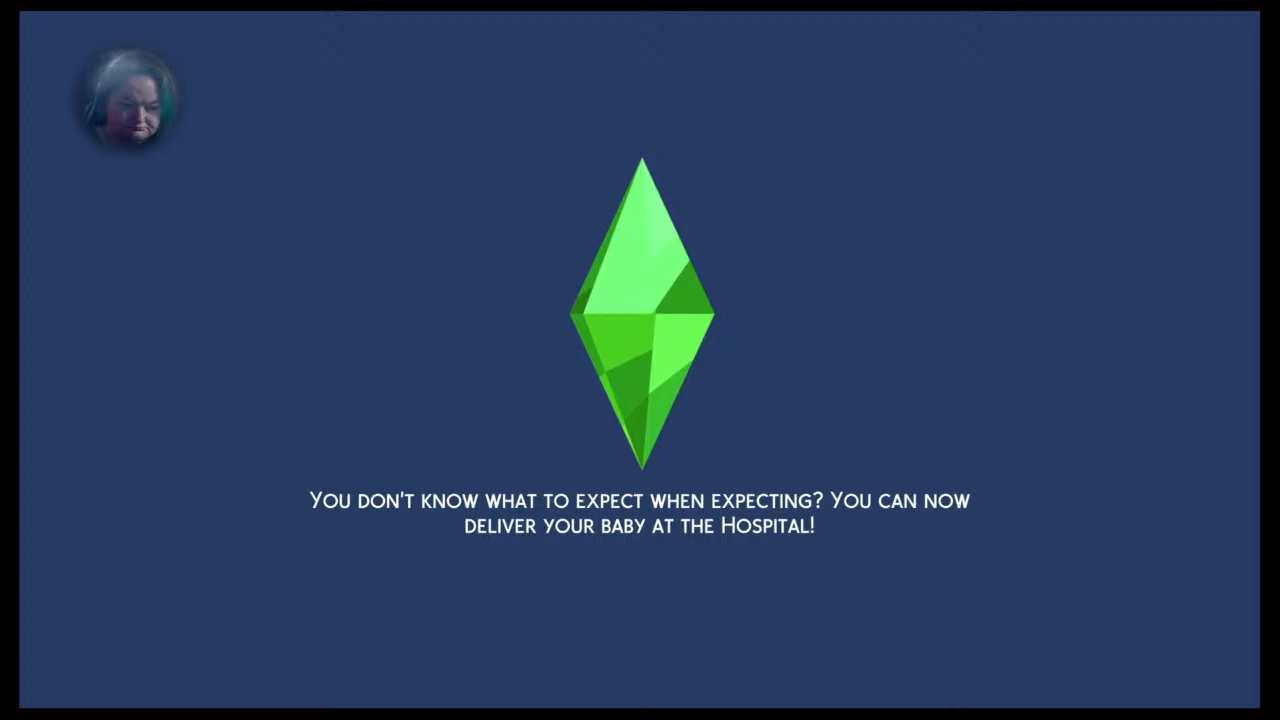 You don't know what to expect when expecting? You can now
deliver your baby at the Hospital!